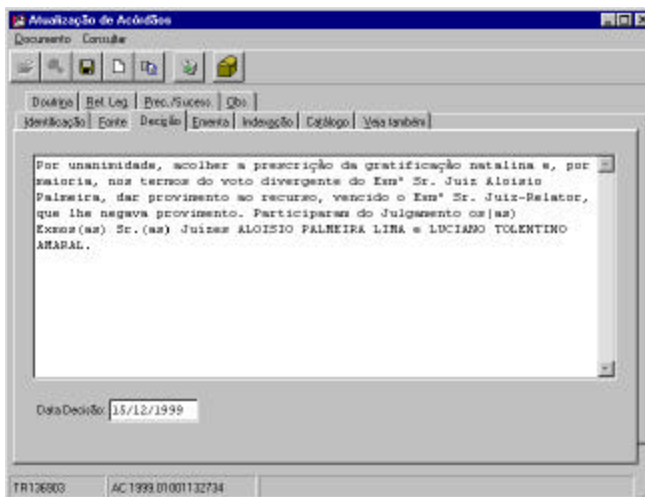 Atualização de Acórdãos
Documento Consultar
Doutrina Ref. Leg. Prec./Sucess. Obs.
Identificação Fonte Decisão Ementa Indexação Catálogo Veja também
Por unanimidade, acolher a prescrição da gratificação natalina e, por
maioria, nos termos do voto divergente do Exmº Sr. Juiz Aloisio
Palmeira, dar provimento ao recurso, vencido o Exmº Sr. Juiz-Relator,
que lhe negava provimento. Participaram do Julgamento os(as)
Exmos(as) Sr.(as) Juízes ALOISIO PALMEIRA LIMA e LUCIANO TOLENTINO
AMARAL.
Data Decisão: 15/12/1999
TR136903 AC 1999.01001132734